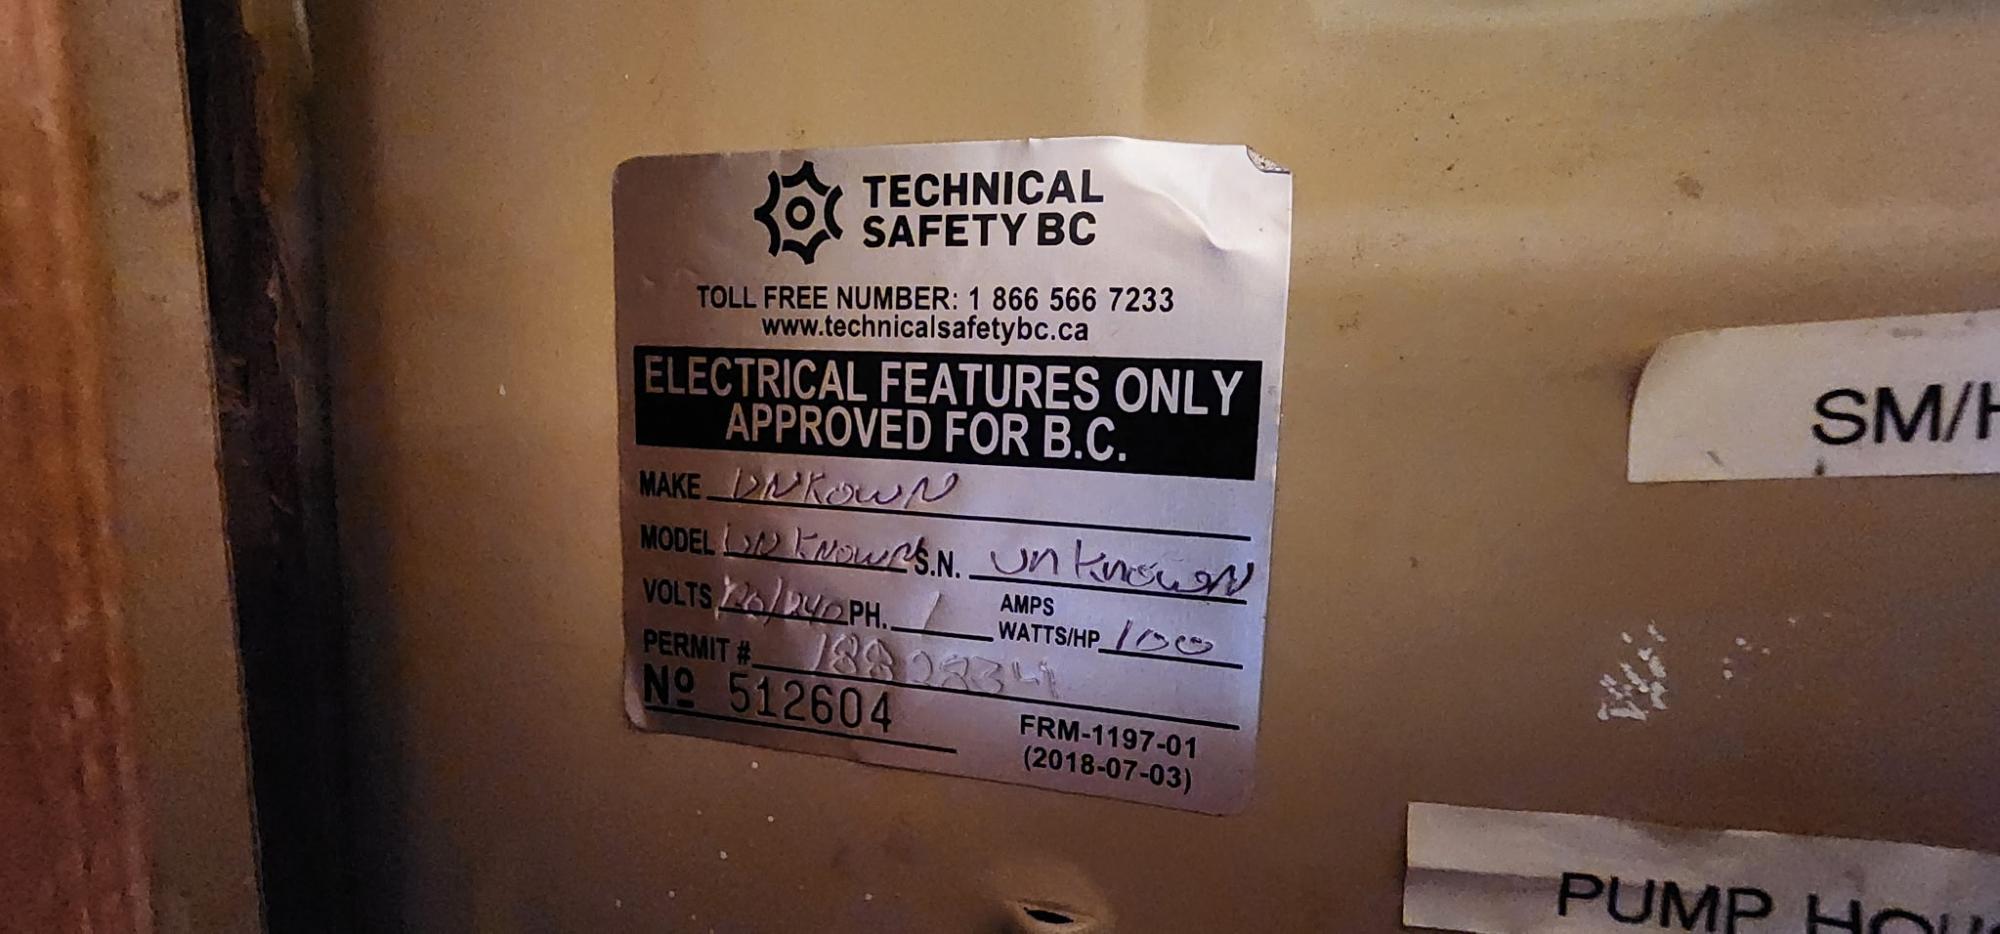 TECHNICAL
SAFETY BC
TOLL FREE NUMBER: 1 866 566 7233
www.technicalsafetybc.ca
ELECTRICAL FEATURES ONLY
APPROVED FOR B.C.
MAKE UNKOWN
MODEL UNKNOWN S.N. UNKNOWN
VOLTS 120/240 PH. 1 AMPS
WATTS/HP 100
PERMIT #
Nº 512604
FRM-1197-01
(2018-07-03)
SM/H
PUMP HOU